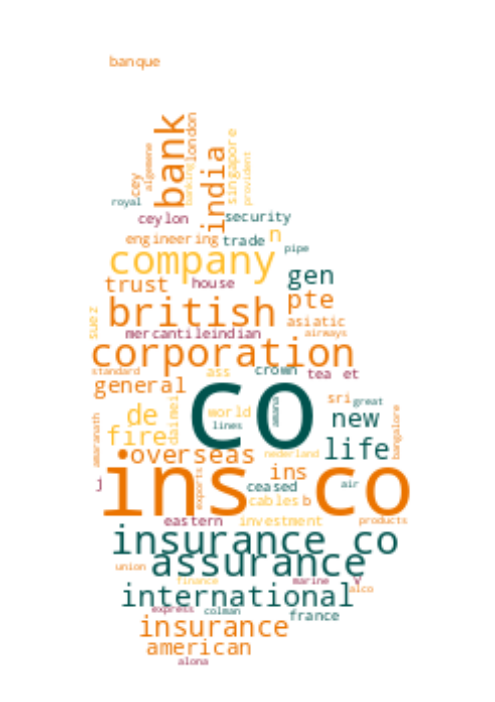 banque
bank
london
algemene
cey
banking
india
singapore
provident
royal
ceylon
security
engineering
trade
n
pipe
company
gen
trust
house
pte
british
asiatic
suez
mercantile
indian
airways
corporation
standard
ass
crown
tea
et
general
co
amana
sri
great
de
world
new
bangalore
fire
daimei
lines
life
amaranath
overseas
nederland
ins
j
exports
ceased
air
ins co
cables
b
eastern
investment
products
insurance co
assurance
union
finance
marine
y
alco
international
express
colman
france
insurance
american
alona